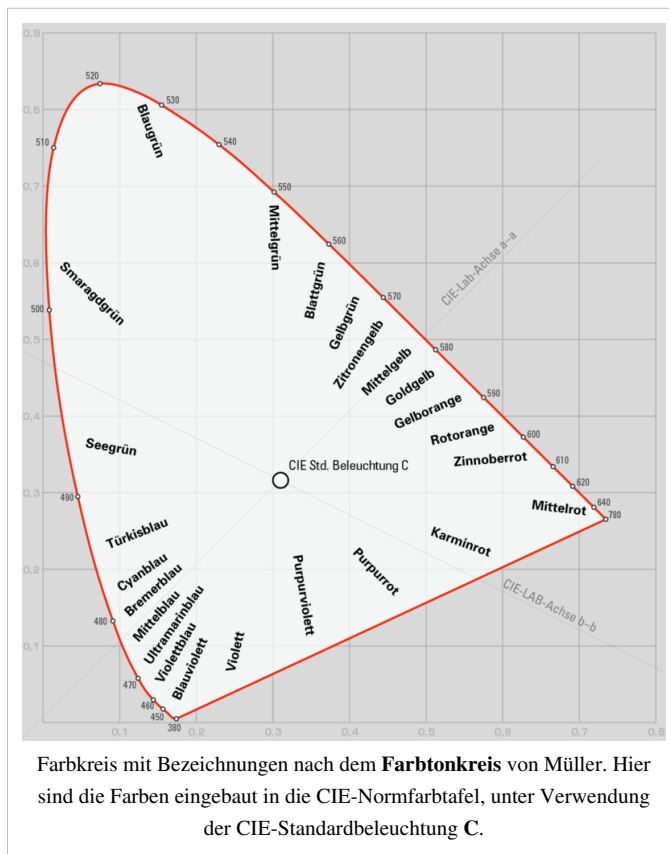 0,9
520
530
0,8
Blaugrün
510
540
0,7
550
Mittelgrün
560
0,6
Smaragdgrün
Blattgrün
CIE-Lab-Achse a–a
570
Gelbgrün
500
Zitronengelb
0,5
580
Mittelgelb
Goldgelb
590
0,4
Gelborange
Rotorange
600
Seegrün
CIE Std. Beleuchtung C
Zinnoberrot
610
0,3
490
620
Mittelrot
640
780
Türkisblau
Karminrot
0,2
Cyanblau
Bremerblau
Purpurviolett
Purpurrot
CIE-LAB-Achse b–b
480
Mittelblau
Ultramarinblau
0,1
Violettblau
Violett
470
Blauviolett
460
450
380
0,1
0,2
0,3
0,4
0,5
0,6
0,7
0,8
Farbkreis mit Bezeichnungen nach dem Farbtonkreis von Müller. Hier
sind die Farben eingebaut in die CIE-Normfarbtafel, unter Verwendung
der CIE-Standardbeleuchtung C.